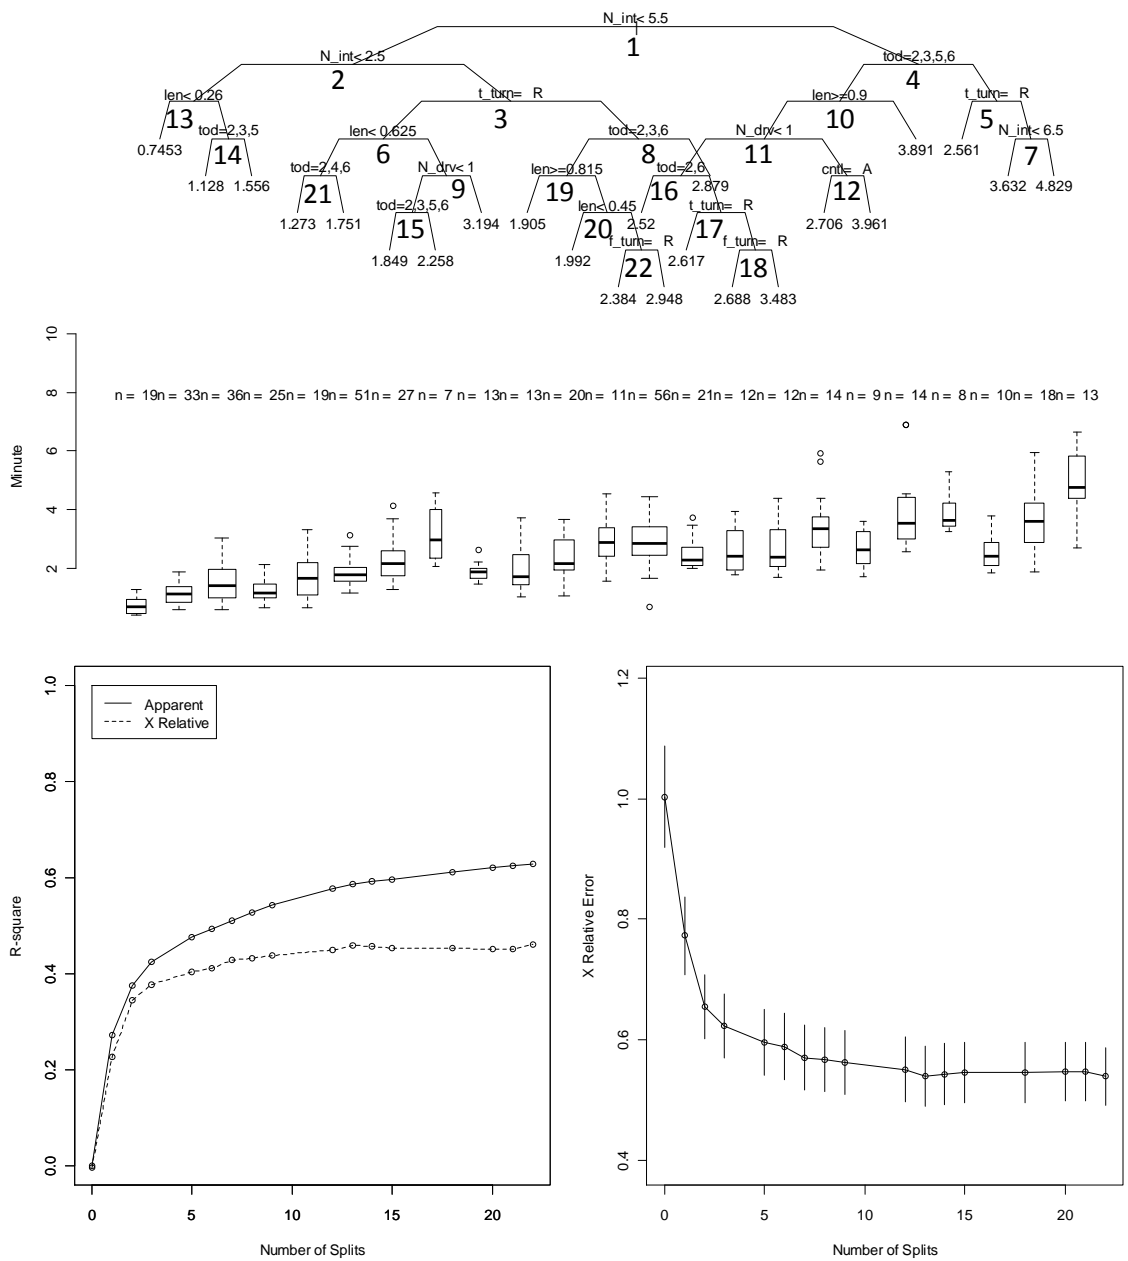 N_int< 5.5
1
N_int< 2.5
tod=2,3,5,6
2
4
len< 0.26
t_turn= R
len>=0.9
t_turn= R
13
3
10
5
tod=2,3,5
len< 0.625
tod=2,3,6
N_drv< 1
N_int< 6.5
0.7453
14
6
8
11
3.891
2.561
7
tod=2,4,6
N_drv< 1
len>=0.815
tod=2,6
cntl= A
1.128 1.556
21
9
19
16
2.879
12
3.632 4.829
tod=2,3,5,6
len< 0.45
t_turn= R
1.273 1.751
15
3.194
1.905
20
2.52
17
2.706 3.961
f_turn= R
f_turn= R
1.849 2.258
1.992
22
2.617
18
2.384 2.948
2.688 3.483
10
8
6
4
2
Minute
n = 19n = 33n = 36n = 25n = 19n = 51n = 27 n = 7 n = 13n = 13n = 20n = 11n = 56n = 21n = 12n = 12n = 14 n = 9 n = 14 n = 8 n = 10n = 18n = 13
Apparent
X Relative
1.0
0.8
0.6
0.4
0.2
0.0
R-square
0 5 10 15 20
Number of Splits
1.2
1.0
0.8
0.6
0.4
X Relative Error
0 5 10 15 20
Number of Splits